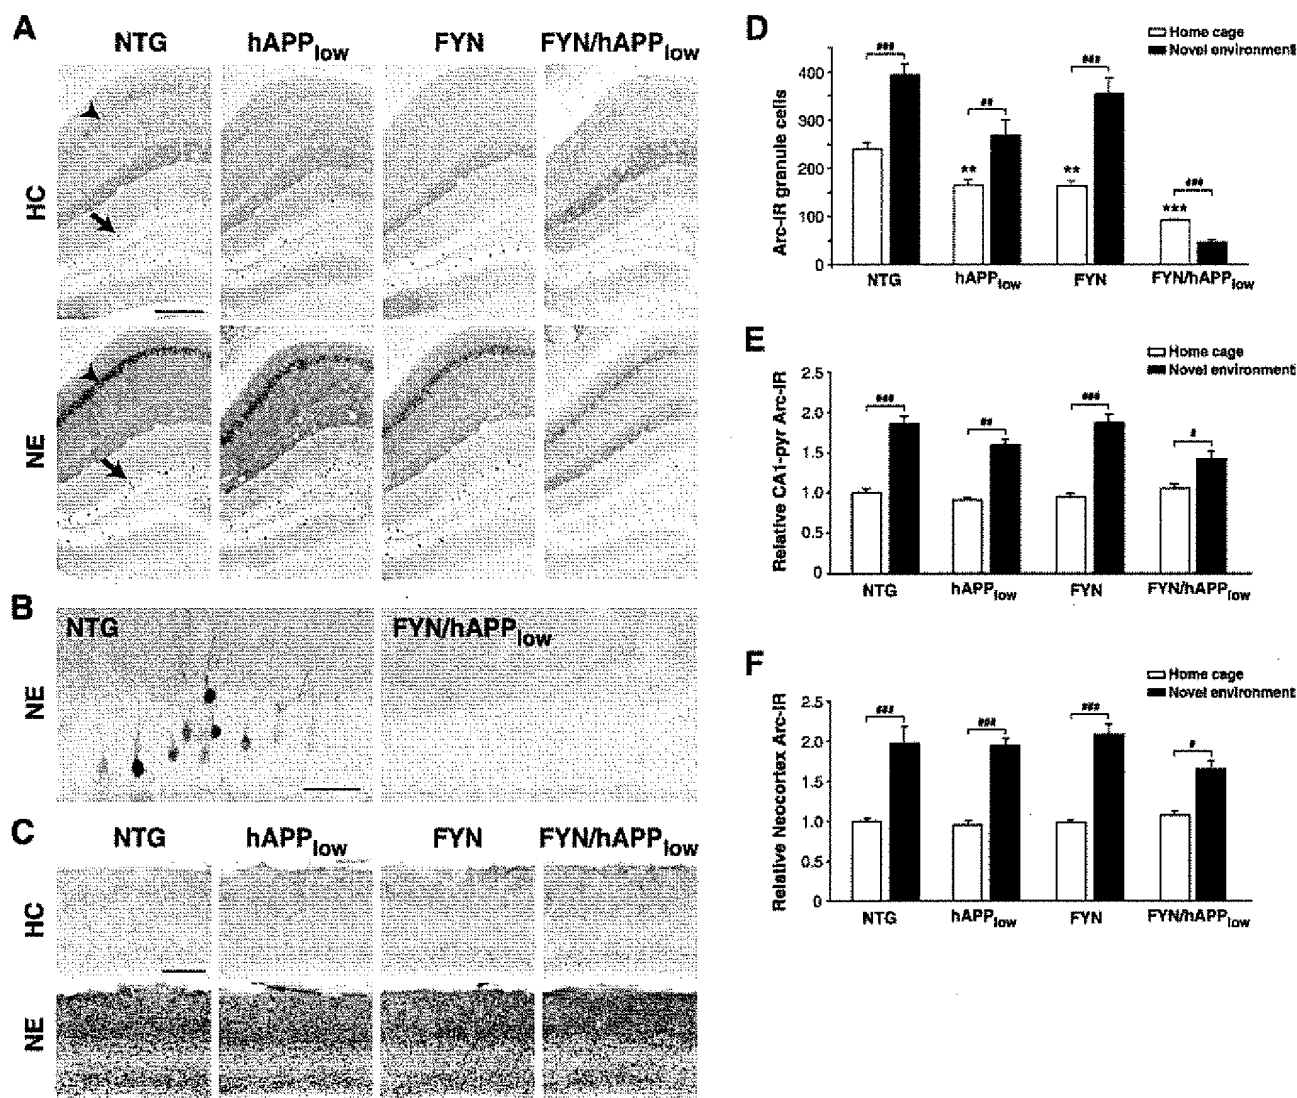 A
NTG hAPPlow FYN FYN/hAPPlow
HC
NE
B
NTG
FYN/hAPPlow
NE
C
NTG hAPPlow FYN FYN/hAPPlow
HC
NE
D
Home cage
Novel environment
Arc-IR granule cells
400
300
200
100
0
###
##
###
###
**
**
***
NTG hAPPlow FYN FYN/hAPPlow
E
Home cage
Novel environment
Relative CA1-pyr Arc-IR
2.5
2.0
1.5
1.0
0.5
0
###
##
###
#
NTG hAPPlow FYN FYN/hAPPlow
F
Home cage
Novel environment
Relative Neocortex Arc-IR
2.5
2.0
1.5
1.0
0.5
0
###
###
###
#
NTG hAPPlow FYN FYN/hAPPlow